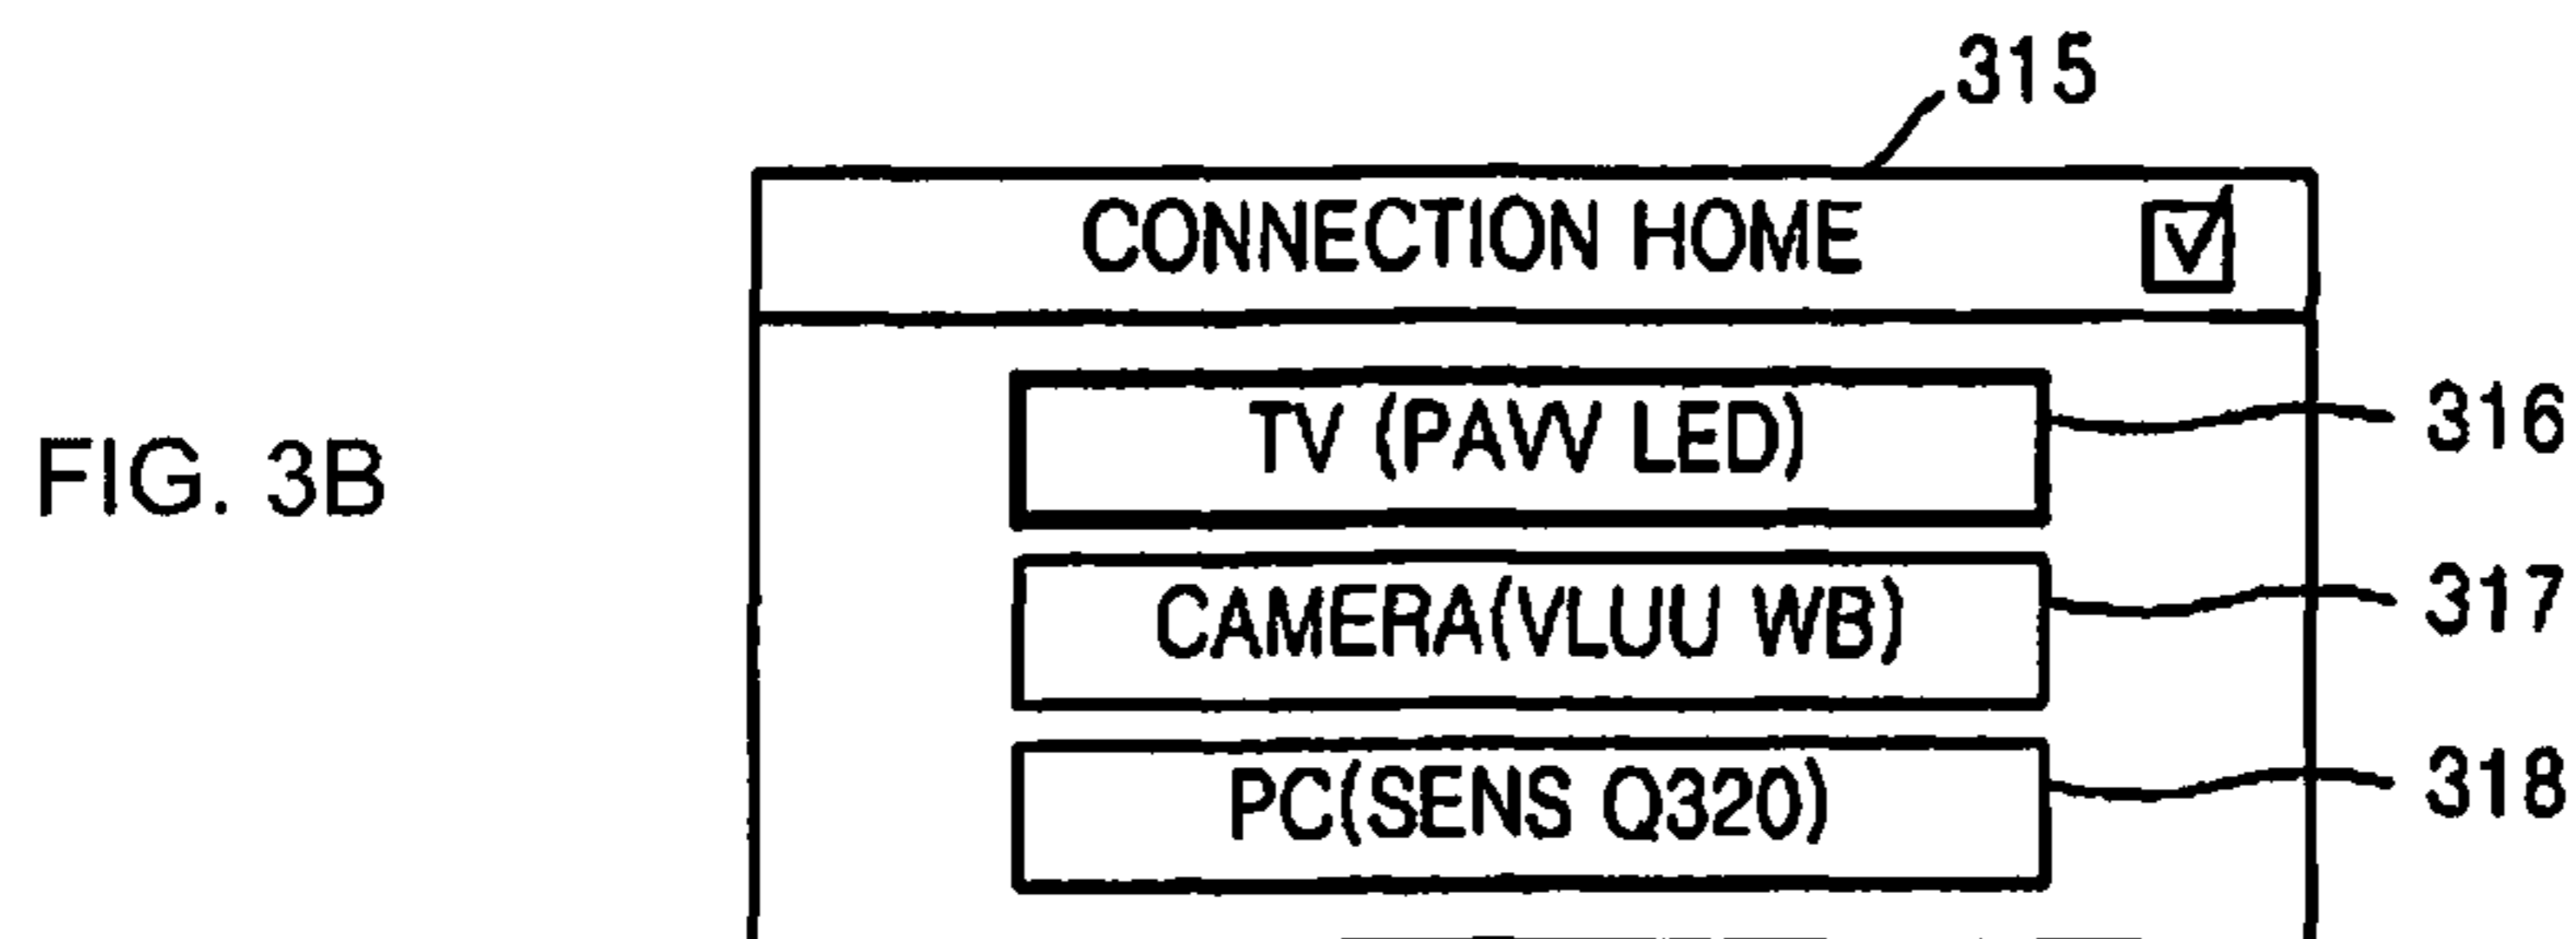 315
CONNECTION HOME
TV (PAVV LED) 316
FIG. 3B
CAMERA(VLUU WB) 317
PC(SENS Q320) 318